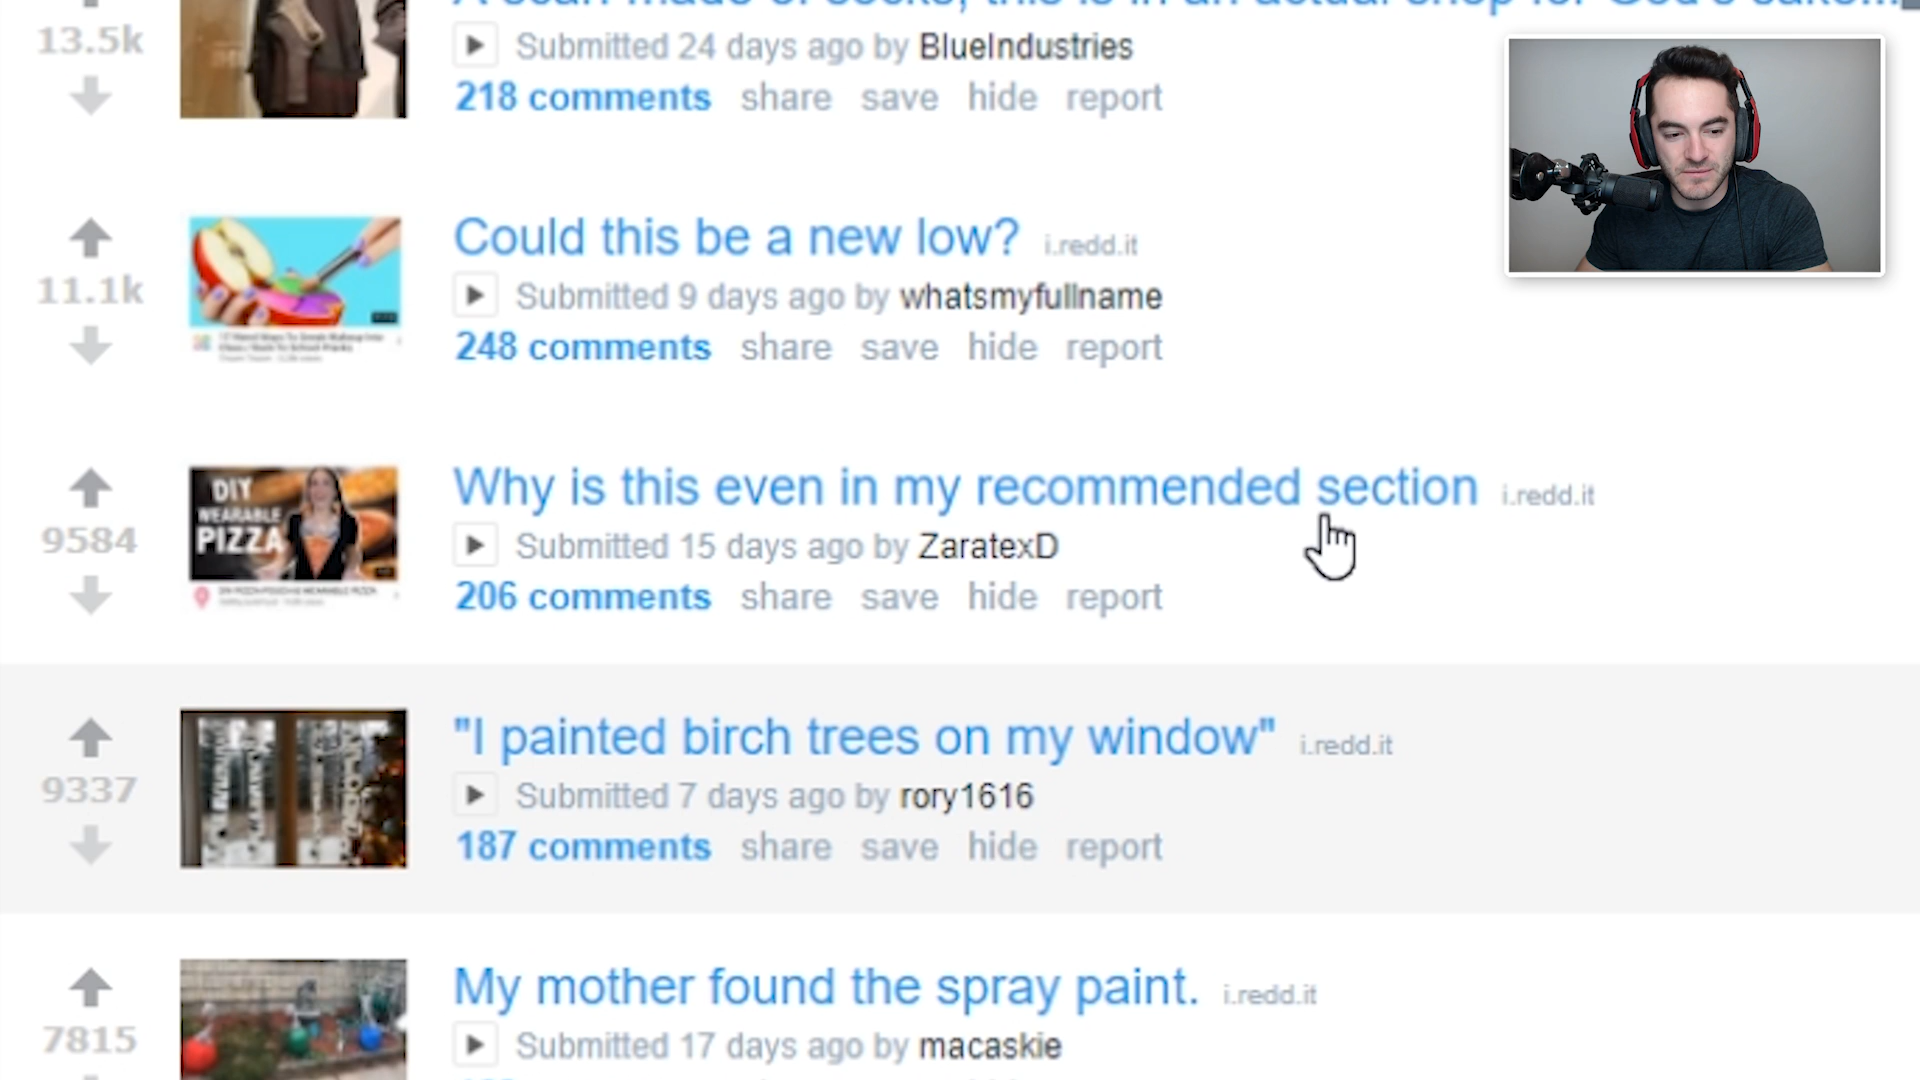 13.5k
Submitted 24 days ago by BlueIndustries
218 comments share save hide report
Could this be a new low? i.redd.it
11.1k
Submitted 9 days ago by whatsmyfullname
248 comments share save hide report
Why is this even in my recommended section i.redd.it
DIY
WEARABLE
PIZZA
9584
Submitted 15 days ago by ZaratexD
206 comments share save hide report
"I painted birch trees on my window" i.redd.it
9337
Submitted 7 days ago by rory1616
187 comments share save hide report
My mother found the spray paint. i.redd.it
7815
Submitted 17 days ago by macaskie